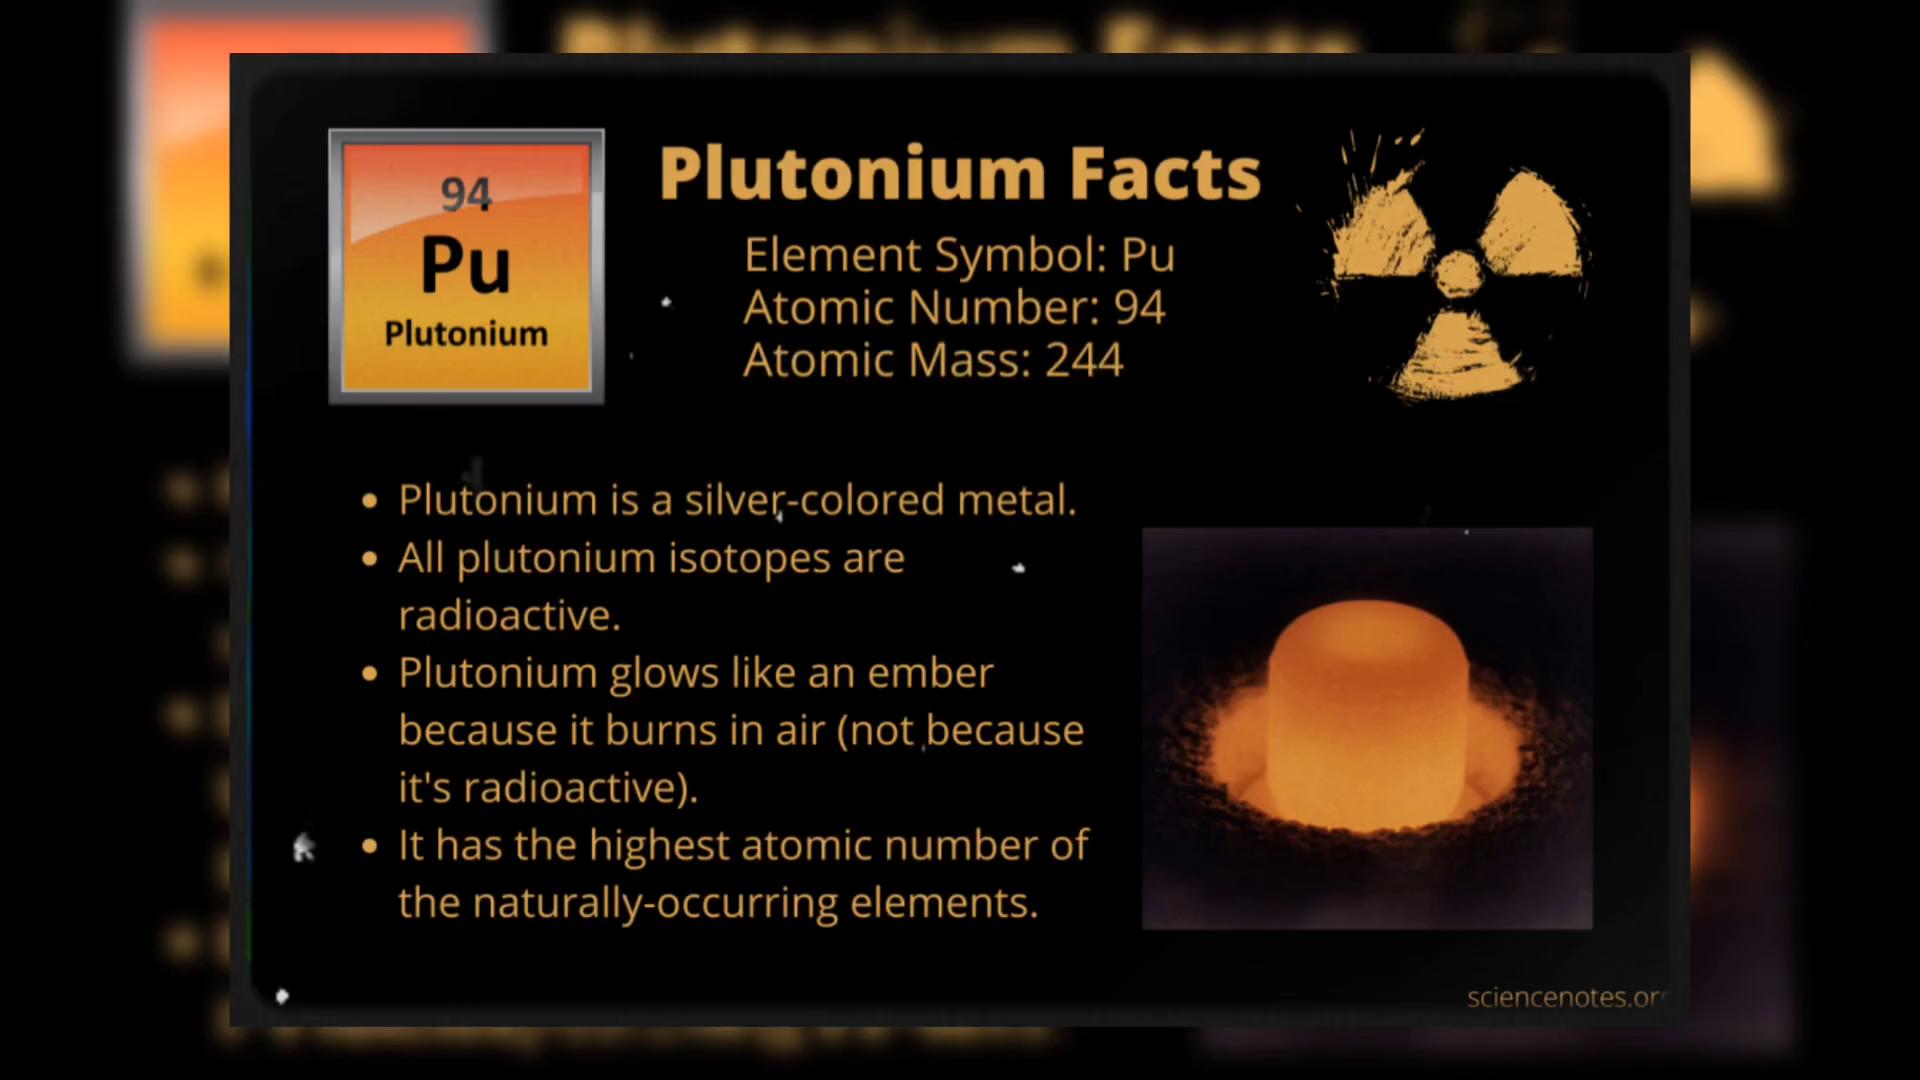 94
Pu
Plutonium
Plutonium Facts
Element Symbol: Pu
Atomic Number: 94
Atomic Mass: 244
• Plutonium is a silver-colored metal.
• All plutonium isotopes are
radioactive.
• Plutonium glows like an ember
because it burns in air (not because
it's radioactive).
• It has the highest atomic number of
the naturally-occurring elements.
sciencenotes.org